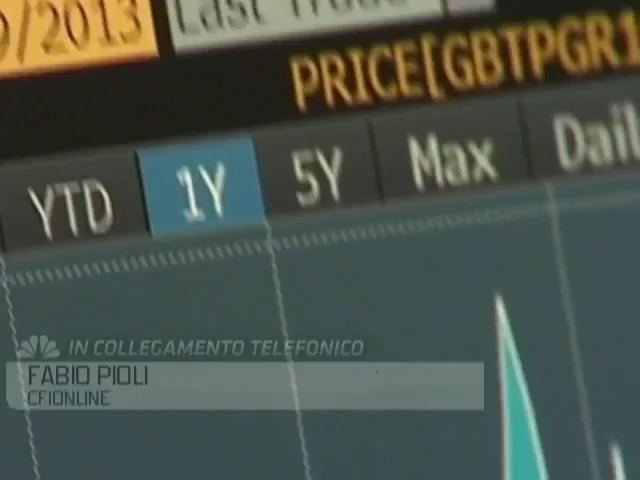 9/2013
Last Trade
PRICE[GBTPGR1
YTD 1Y 5Y Max Dail
IN COLLEGAMENTO TELEFONICO
FABIO PIOLI
CFIONLINE